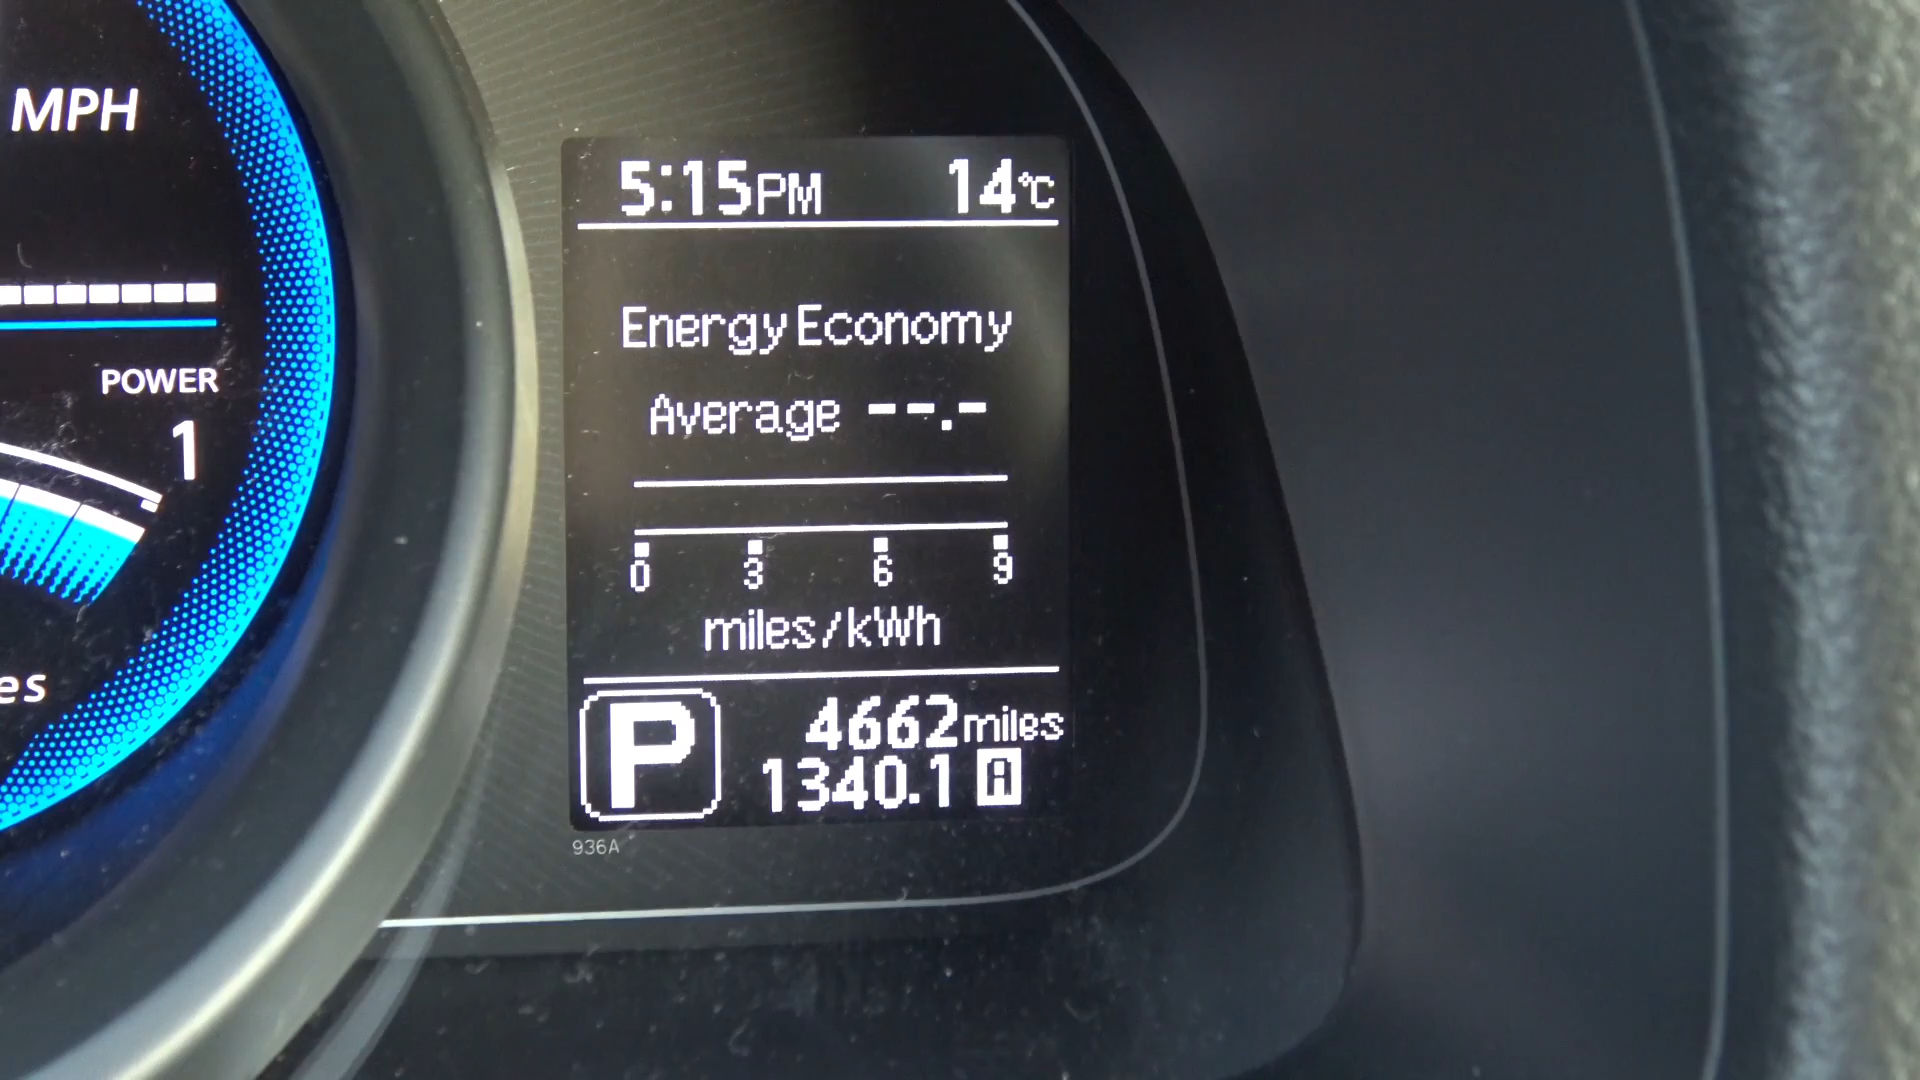 MPH
POWER
1
es
5:15PM 14°C
Energy Economy
Average --.-
0 3 6 9
miles/kWh
P 4662miles
1340.1 A
936A